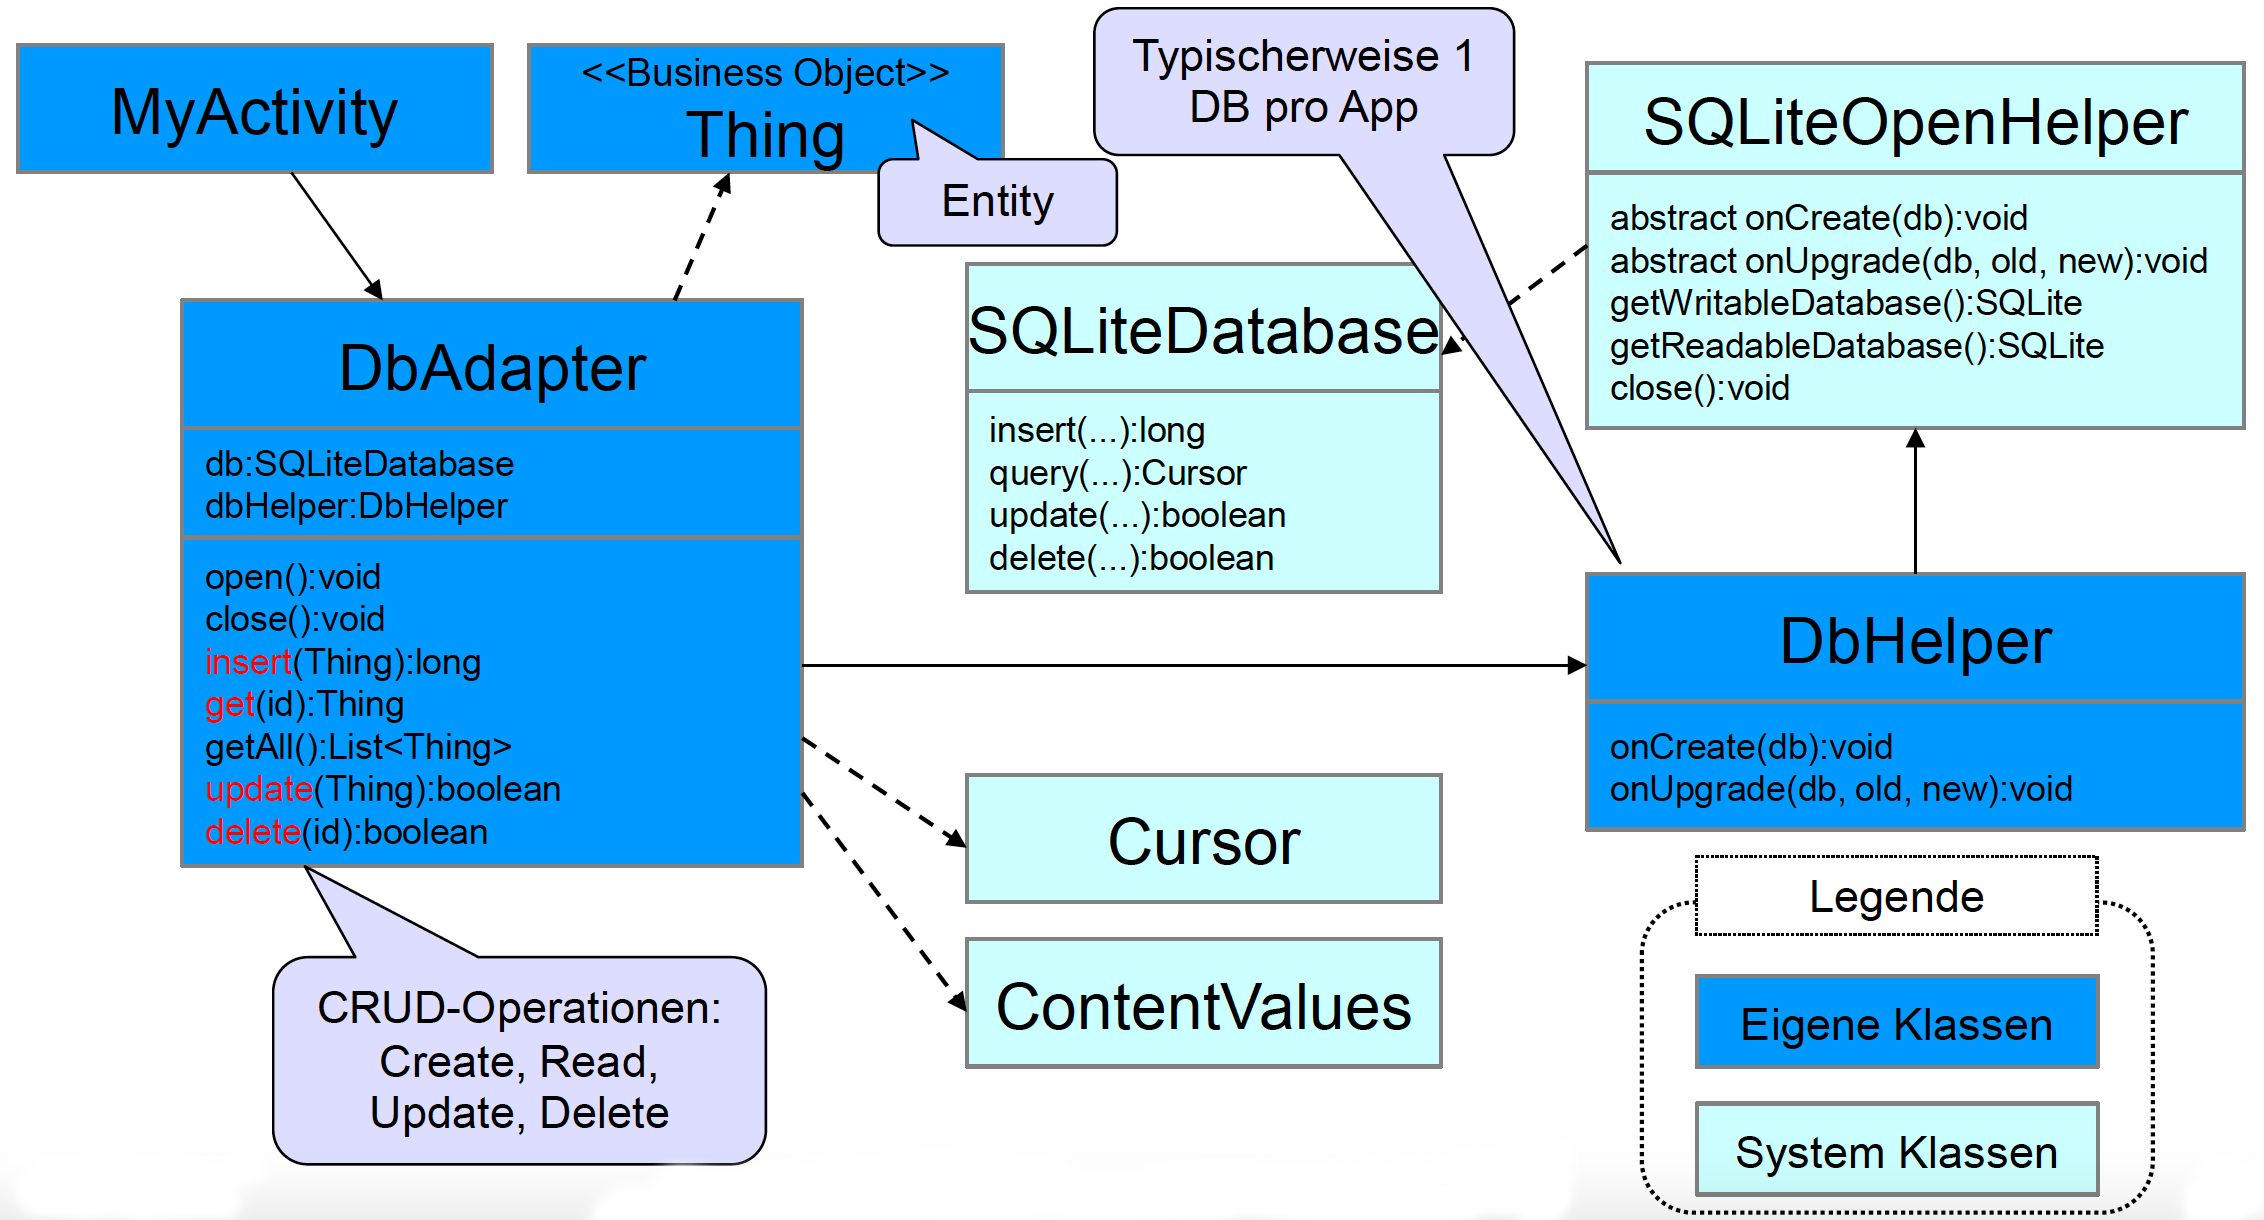 MyActivity
<<Business Object>>
Thing
Entity
Typischerweise 1
DB pro App
SQLiteOpenHelper
abstract onCreate(db):void
abstract onUpgrade(db, old, new):void
getWritableDatabase():SQLite
getReadableDatabase():SQLite
close():void
DbAdapter
db:SQLiteDatabase
dbHelper:DbHelper
open():void
close():void
insert(Thing):long
get(id):Thing
getAll():List<Thing>
update(Thing):boolean
delete(id):boolean
SQLiteDatabase
insert(...):long
query(...):Cursor
update(...):boolean
delete(...):boolean
DbHelper
onCreate(db):void
onUpgrade(db, old, new):void
Cursor
ContentValues
CRUD-Operationen:
Create, Read,
Update, Delete
Legende
Eigene Klassen
System Klassen